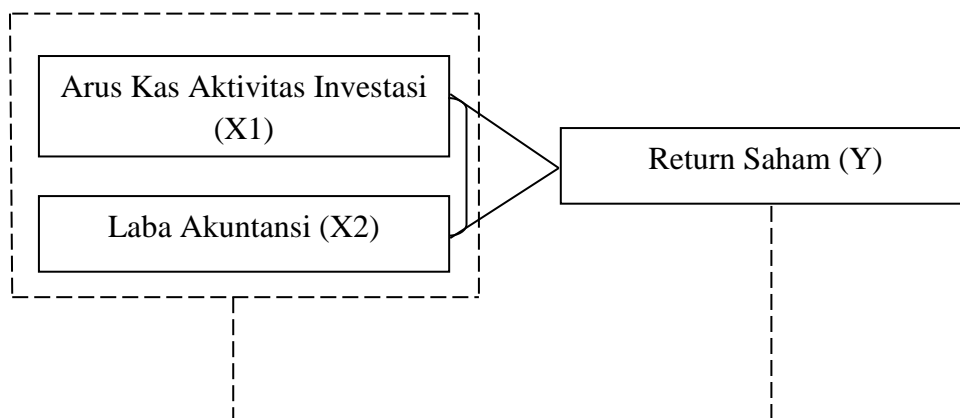 Arus Kas Aktivitas Investasi
(X1)
Return Saham (Y)
Laba Akuntansi (X2)